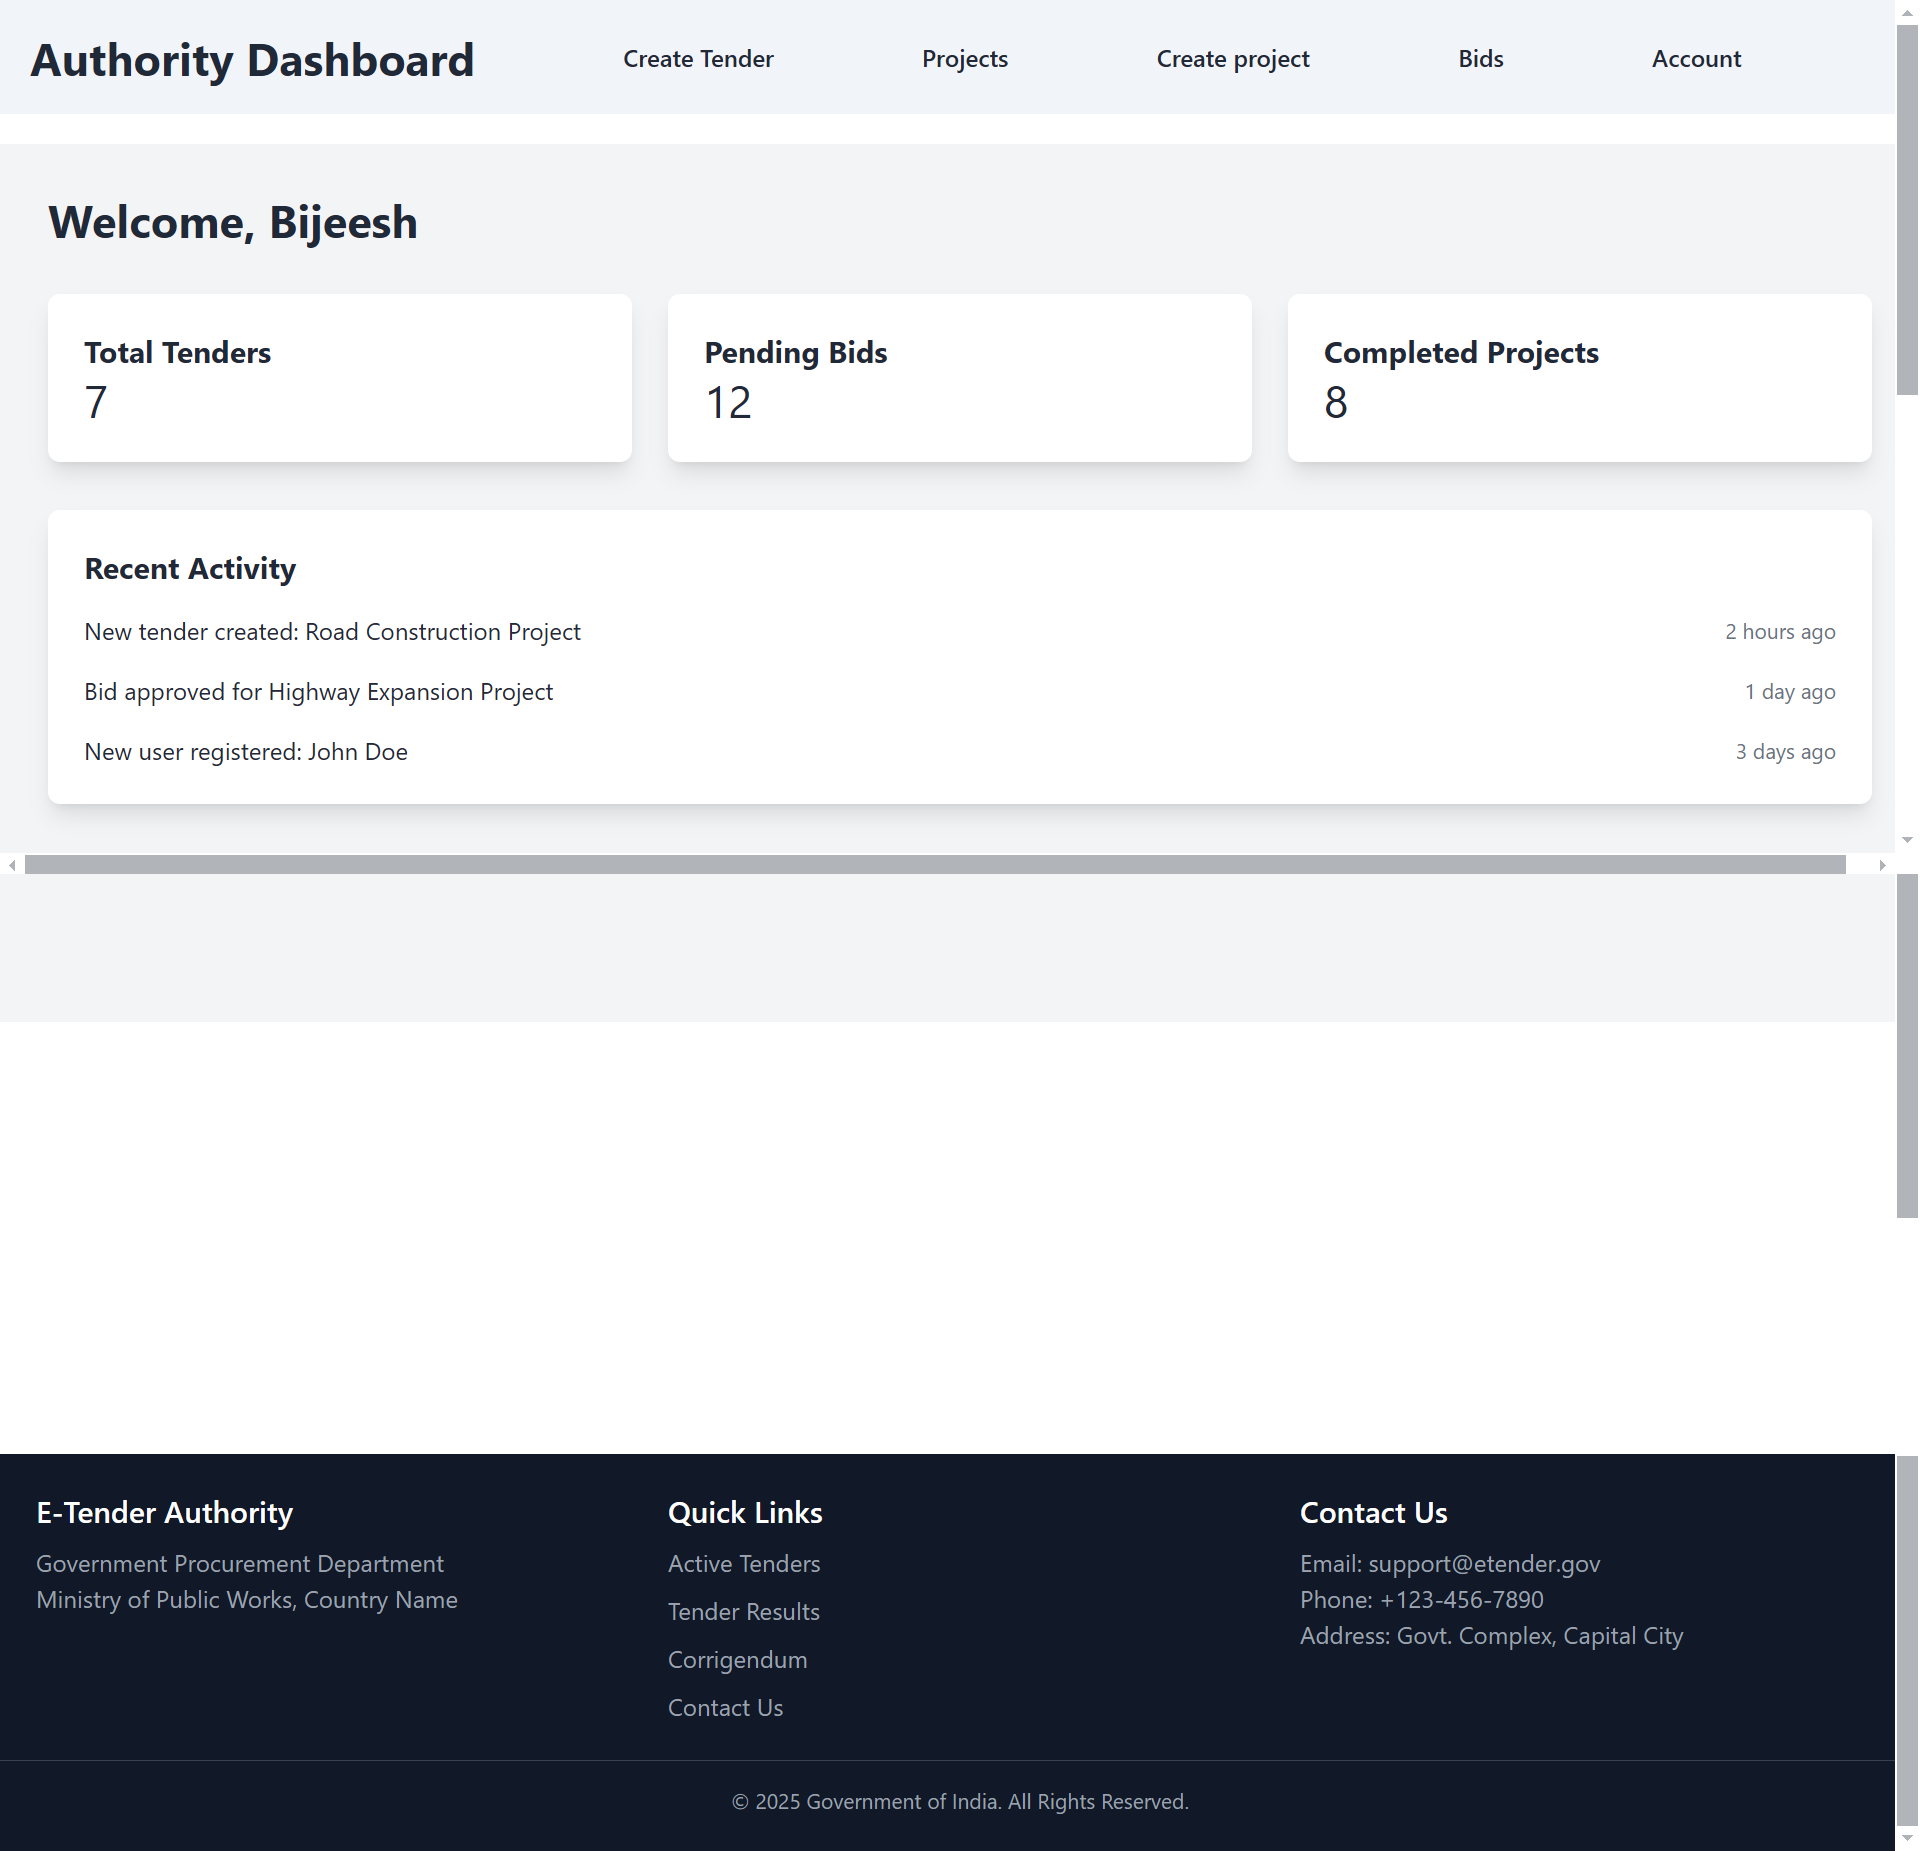 Authority Dashboard
Create Tender
Projects
Create project
Bids
Account
Welcome, Bijeesh
Total Tenders
7
Pending Bids
12
Completed Projects
8
Recent Activity
New tender created: Road Construction Project
2 hours ago
Bid approved for Highway Expansion Project
1 day ago
New user registered: John Doe
3 days ago
E-Tender Authority
Government Procurement Department
Ministry of Public Works, Country Name
Quick Links
Active Tenders
Tender Results
Corrigendum
Contact Us
Contact Us
Email: support@etender.gov
Phone: +123-456-7890
Address: Govt. Complex, Capital City
© 2025 Government of India. All Rights Reserved.